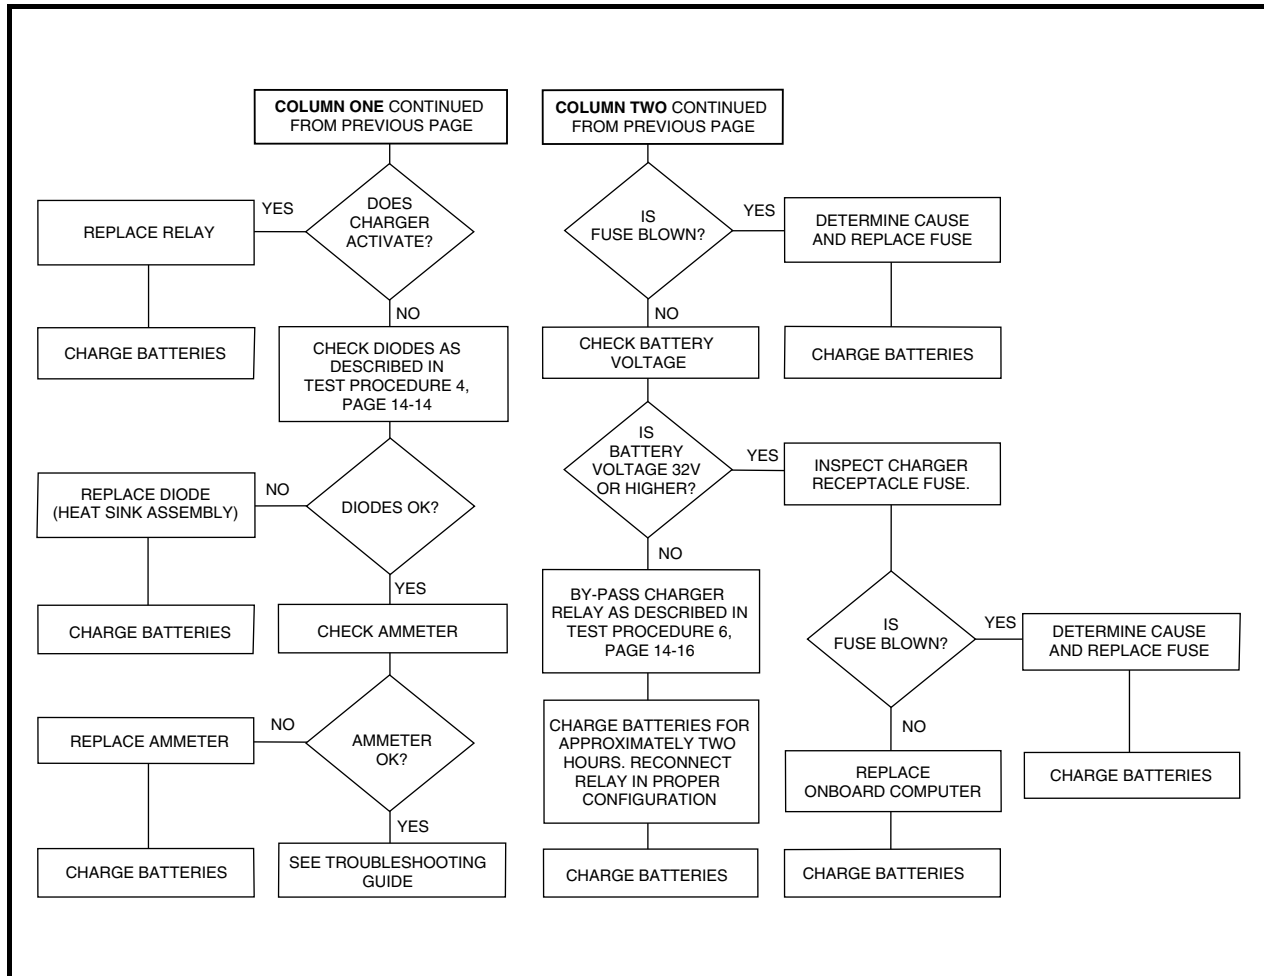 COLUMN ONE CONTINUED
FROM PREVIOUS PAGE
DOES
CHARGER
ACTIVATE?
YES
REPLACE RELAY
CHARGE BATTERIES
NO
CHECK DIODES AS
DESCRIBED IN
TEST PROCEDURE 4,
PAGE 14-14
DIODES OK?
NO
REPLACE DIODE
(HEAT SINK ASSEMBLY)
CHARGE BATTERIES
YES
CHECK AMMETER
AMMETER
OK?
NO
REPLACE AMMETER
CHARGE BATTERIES
YES
SEE TROUBLESHOOTING
GUIDE
COLUMN TWO CONTINUED
FROM PREVIOUS PAGE
IS
FUSE BLOWN?
YES
DETERMINE CAUSE
AND REPLACE FUSE
CHARGE BATTERIES
NO
CHECK BATTERY
VOLTAGE
IS
BATTERY
VOLTAGE 32V
OR HIGHER?
YES
INSPECT CHARGER
RECEPTACLE FUSE.
NO
BY-PASS CHARGER
RELAY AS DESCRIBED IN
TEST PROCEDURE 6,
PAGE 14-16
CHARGE BATTERIES FOR
APPROXIMATELY TWO
HOURS. RECONNECT
RELAY IN PROPER
CONFIGURATION
CHARGE BATTERIES
IS
FUSE BLOWN?
YES
DETERMINE CAUSE
AND REPLACE FUSE
CHARGE BATTERIES
NO
REPLACE
ONBOARD COMPUTER
CHARGE BATTERIES